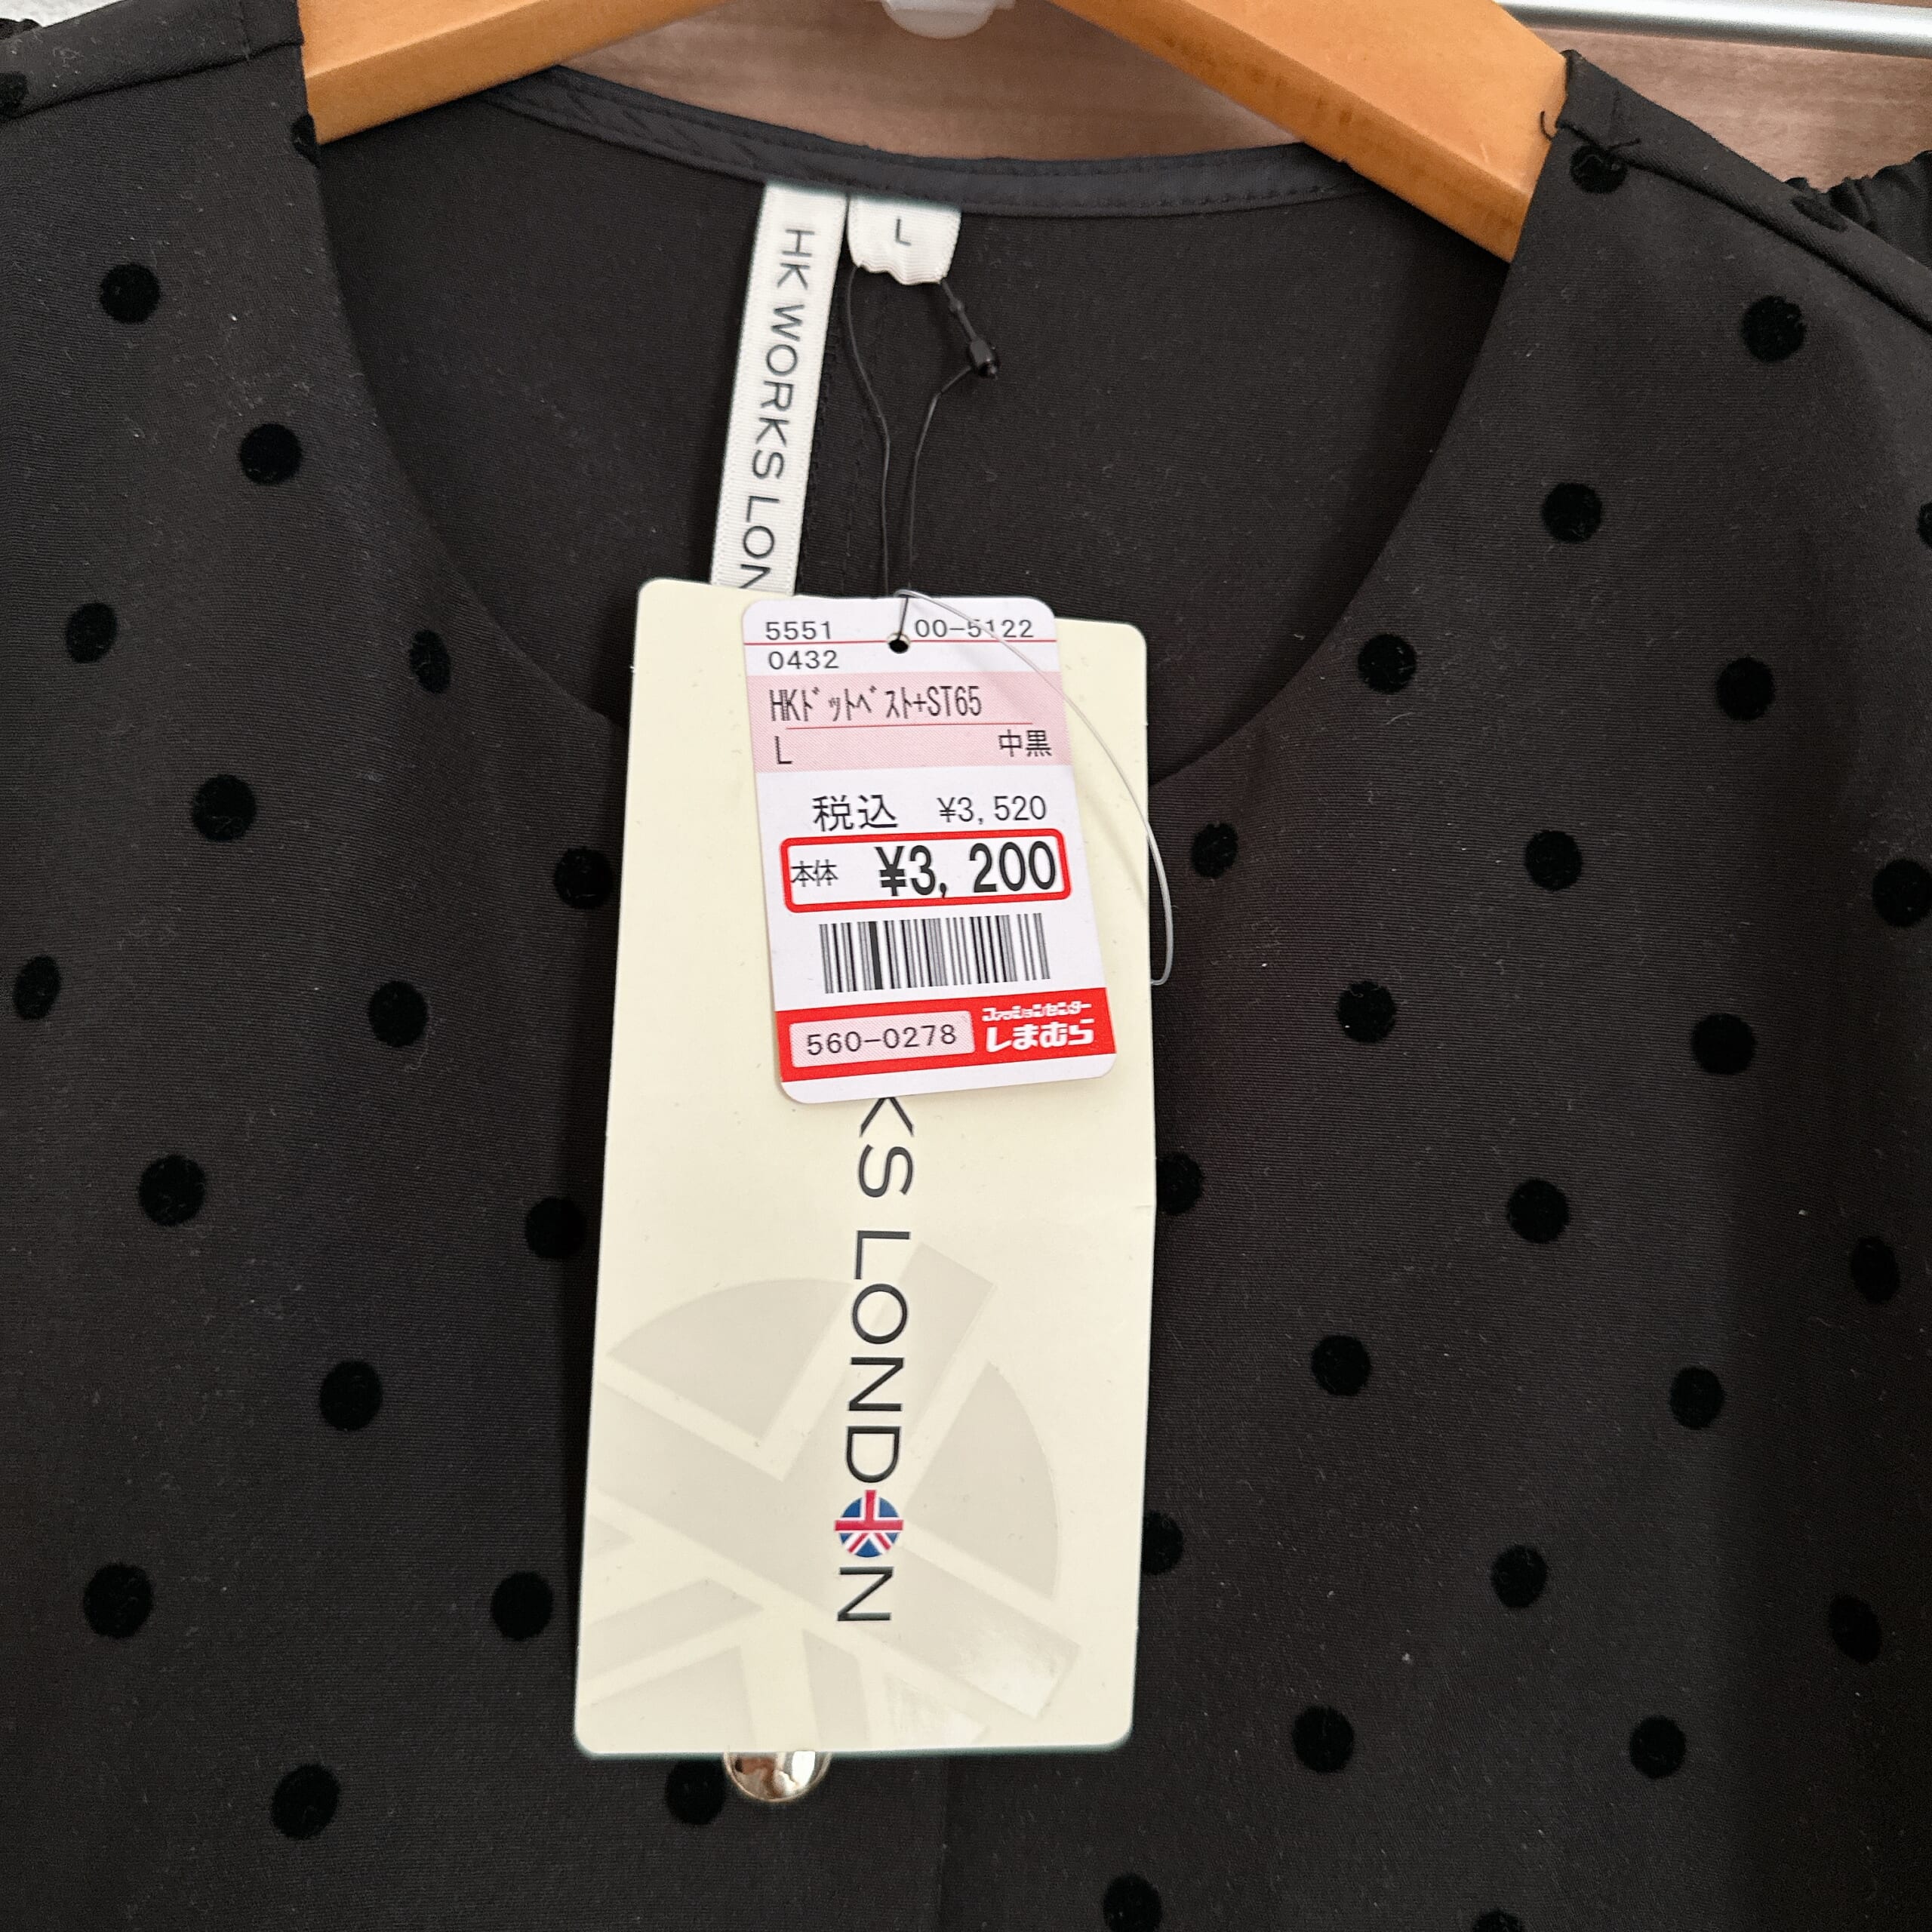 HK WORKS LON
L
5551 00-5122
0432
HKﾄﾞｯﾄﾍﾞｽﾄ+ST65
L 中黒
税込 ¥3,520
本体 ¥3,200
560-0278
ファッションセンター
しまむら
KS LONDON